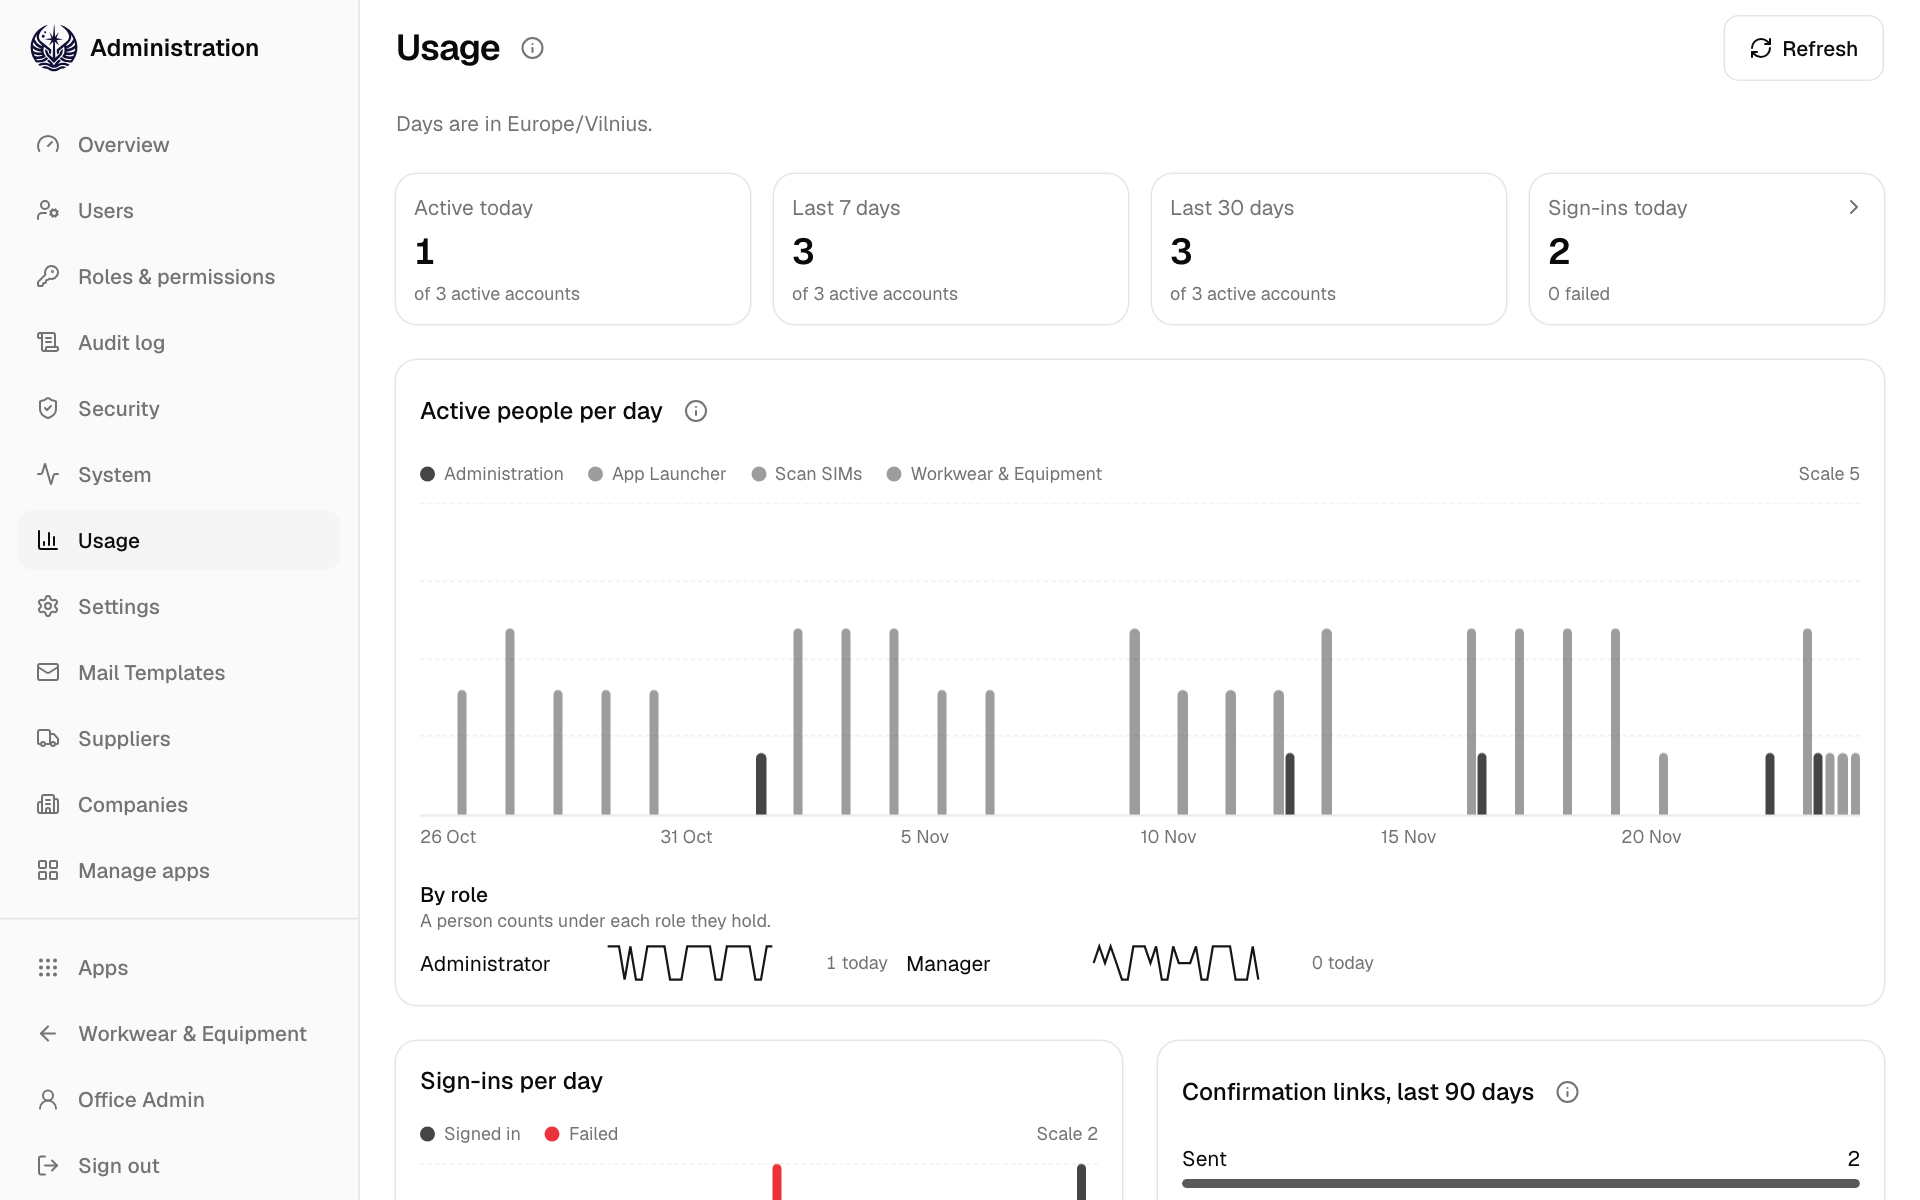 Administration
Overview
Users
Roles & permissions
Audit log
Security
System
Usage
Settings
Mail Templates
Suppliers
Companies
Manage apps
Apps
Workwear & Equipment
Office Admin
Sign out
Usage
Refresh
Days are in Europe/Vilnius.
Active today
1
of 3 active accounts
Last 7 days
3
of 3 active accounts
Last 30 days
3
of 3 active accounts
Sign-ins today
2
0 failed
Active people per day
Administration App Launcher Scan SIMs Workwear & Equipment Scale 5
26 Oct 31 Oct 5 Nov 10 Nov 15 Nov 20 Nov
By role
A person counts under each role they hold.
Administrator 1 today Manager 0 today
Sign-ins per day
Signed in Failed Scale 2
Confirmation links, last 90 days
Sent 2